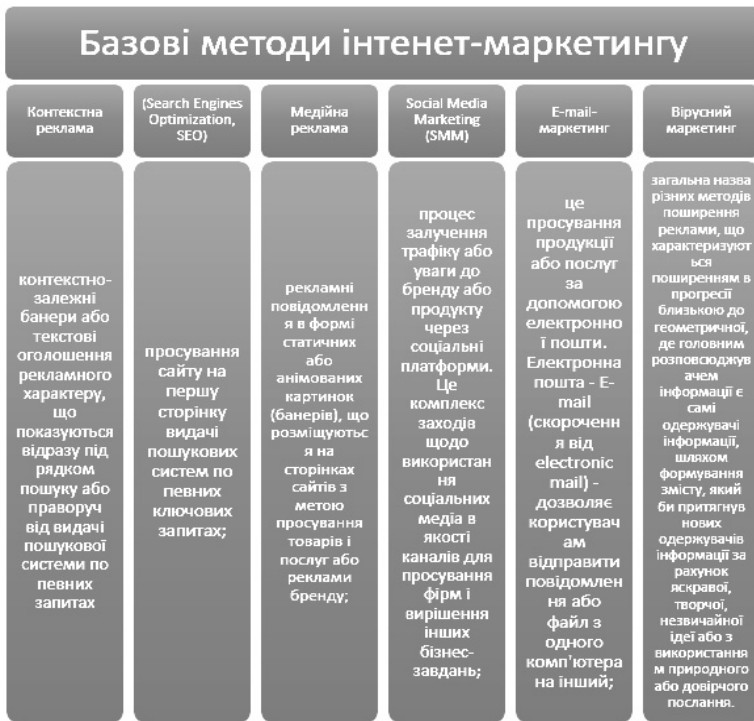 Базові методи інтенет-маркетингу
Контекстна
реклама
контекстно-
залежні
банери або
текстові
оголошення
рекламного
характеру,
що
показуються
відразу під
рядком
пошуку або
праворуч
від видачі
пошукової
системи по
певних
запитах
(Search Engines
Optimization,
SEO)
просування
сайту на
першу
сторінку
видачі
пошукових
систем по
певних
ключових
запитах;
Медійна
реклама
рекламні
повідомленн
я в формі
статичних
або
анімованих
картинок
(банерів), що
розміщуютьс
я на
сторінках
сайтів з
метою
просування
товарів і
послуг або
реклами
бренду;
Social Media
Marketing
(SMM)
процес
залучення
трафіку або
уваги до
бренду або
продукту
через
соціальні
платформи.
Це
комплекс
заходів
щодо
використан
ня
соціальних
медіа в
якості
каналів для
просування
фірм і
вирішення
інших
бізнес-
завдань;
E-mail-
маркетинг
це
просування
продукції
або послуг
за
допомогою
електронно
ї пошти.
Електронна
пошта - E-
mail
(скороченн
я від
electronic
mail) -
дозволяє
користувач
ам
відправити
повідомлен
ня або
файл з
одного
комп'ютера
на інший;
Вірусний
маркетинг
загальна назва
різних методів
поширення
реклами, що
характеризуют
ься
поширенням в
прогресії
близькою до
геометричної,
де головним
розповсюджув
ачем
інформації є
самі
одержувачі
інформації,
шляхом
формування
змісту, який
би притягнув
нових
одержувачів
інформації за
рахунок
яскравої,
творчої,
незвичайної
ідеї або з
використання
м природного
або довірчого
послання.